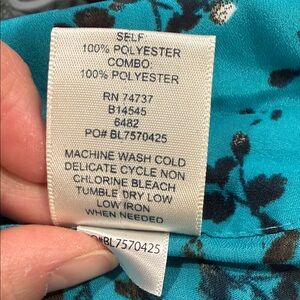 SELF:
100% POLYESTER
COMBO:
100% POLYESTER
RN 74737
B14545
6482
PO# BL7570425
MACHINE WASH COLD
DELICATE CYCLE NON
CHLORINE BLEACH
TUMBLE DRY LOW
LOW IRON
WHEN NEEDED
O#BL7570425